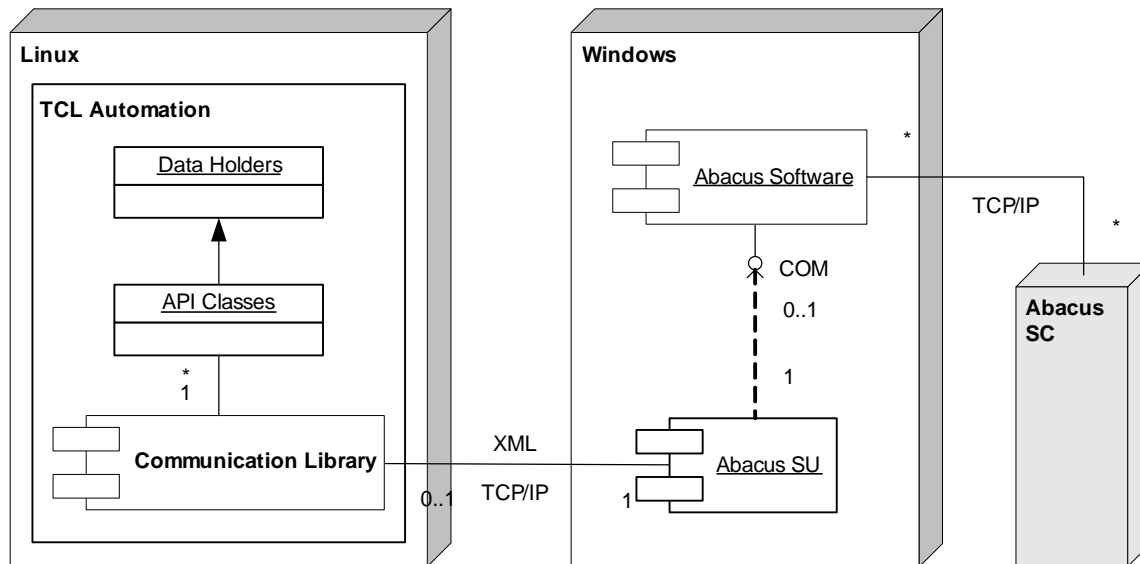 Linux
TCL Automation
Data Holders
API Classes
*
1
Communication Library
0..1
XML
TCP/IP
1
Windows
Abacus Software
*
TCP/IP
*
COM
0..1
1
Abacus SU
Abacus
SC